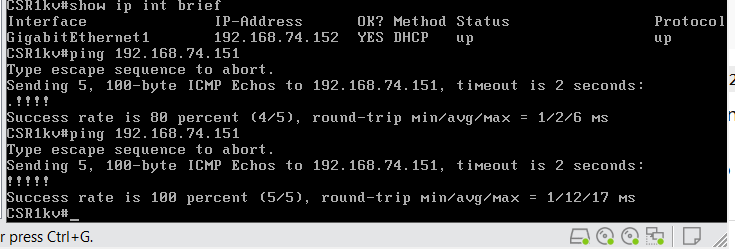 CSR1kv#show ip int brief
Interface IP-Address OK? Method Status Protocol
GigabitEthernet1 192.168.74.152 YES DHCP up up
CSR1kv#ping 192.168.74.151
Type escape sequence to abort.
Sending 5, 100-byte ICMP Echos to 192.168.74.151, timeout is 2 seconds:
.!!!!
Success rate is 80 percent (4/5), round-trip min/avg/max = 1/2/6 ms
CSR1kv#ping 192.168.74.151
Type escape sequence to abort.
Sending 5, 100-byte ICMP Echos to 192.168.74.151, timeout is 2 seconds:
!!!!!
Success rate is 100 percent (5/5), round-trip min/avg/max = 1/12/17 ms
CSR1kv#_
r press Ctrl+G.